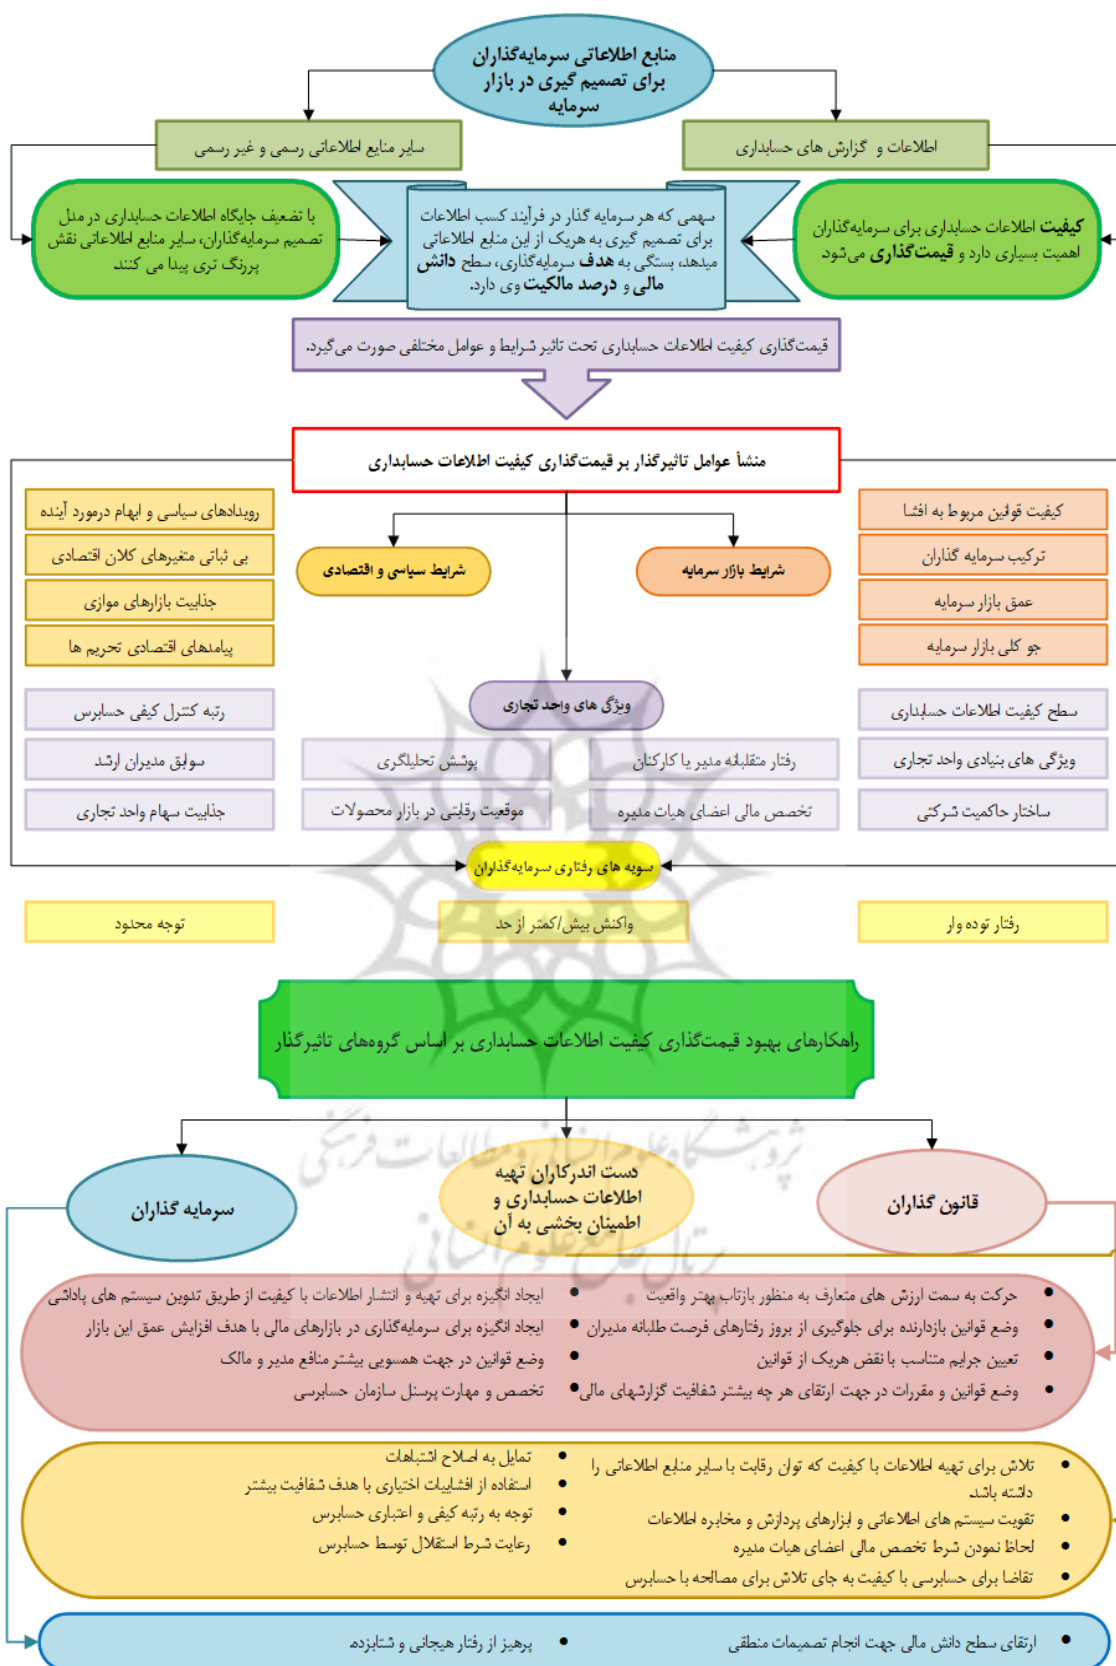 منابع اطلاعاتی سرمایه‌گذاران
برای تصمیم گیری در بازار
سرمایه
اطلاعات و گزارش های حسابداری
سایر منابع اطلاعاتی رسمی و غیر رسمی
کیفیت اطلاعات حسابداری برای سرمایه‌گذاران
اهمیت بسیاری دارد و قیمت‌گذاری می‌شود.
سهمی که هر سرمایه گذار در فرآیند کسب اطلاعات
برای تصمیم گیری به هریک از این منابع اطلاعاتی
میدهد، بستگی به هدف سرمایه‌گذاری، سطح دانش
مالی و درصد مالکیت وی دارد.
با تضعیف جایگاه اطلاعات حسابداری در مدل
تصمیم سرمایه‌گذاران، سایر منابع اطلاعاتی نقش
پررنگ تری پیدا می کنند.
قیمت‌گذاری کیفیت اطلاعات حسابداری تحت تاثیر شرایط و عوامل مختلفی صورت می‌گیرد.
منشأ عوامل تاثیرگذار بر قیمت‌گذاری کیفیت اطلاعات حسابداری
کیفیت قوانین مربوط به افشا
ترکیب سرمایه گذاران
عمق بازار سرمایه
جو کلی بازار سرمایه
شرایط بازار سرمایه
شرایط سیاسی و اقتصادی
رویدادهای سیاسی و ابهام درمورد آینده
بی ثباتی متغیرهای کلان اقتصادی
جذابیت بازارهای موازی
پیامدهای اقتصادی تحریم ها
ویژگی های واحد تجاری
سطح کیفیت اطلاعات حسابداری
رتبه کنترل کیفی حسابرس
ویژگی های بنیادی واحد تجاری
رفتار متقلبانه مدیر یا کارکنان
پوشش تحلیلگری
سوابق مدیران ارشد
ساختار حاکمیت شرکتی
تخصص مالی اعضای هیات مدیره
موقعیت رقابتی در بازار محصولات
جذابیت سهام واحد تجاری
سویه های رفتاری سرمایه‌گذاران
رفتار توده وار
واکنش بیش/کمتر از حد
توجه محدود
راهکارهای بهبود قیمت‌گذاری کیفیت اطلاعات حسابداری بر اساس گروه‌های تاثیرگذار
قانون گذاران
دست اندرکاران تهیه
اطلاعات حسابداری و
اطمینان بخشی به آن
سرمایه گذاران
پژوهشگاه علوم انسانی و مطالعات فرهنگی
پرتال جامع علوم انسانی
• حرکت به سمت ارزش های متعارف به منظور بازتاب بهتر واقعیت
• وضع قوانین بازدارنده برای جلوگیری از بروز رفتارهای فرصت طلبانه مدیران
• تعیین جرایم متناسب با نقض هریک از قوانین
• وضع قوانین و مقررات در جهت ارتقای هر چه بیشتر شفافیت گزارشهای مالی
• ایجاد انگیزه برای تهیه و انتشار اطلاعات با کیفیت از طریق تدوین سیستم های پاداشی
• ایجاد انگیزه برای سرمایه‌گذاری در بازارهای مالی با هدف افزایش عمق این بازار
• وضع قوانین در جهت همسویی بیشتر منافع مدیر و مالک
• تخصص و مهارت پرسنل سازمان حسابرسی
• تلاش برای تهیه اطلاعات با کیفیت که توان رقابت با سایر منابع اطلاعاتی را
داشته باشد.
• تقویت سیستم های اطلاعاتی و ابزارهای پردازش و مخابره اطلاعات
• لحاظ نمودن شرط تخصص مالی اعضای هیات مدیره
• تقاضا برای حسابرسی با کیفیت به جای تلاش برای مصالحه با حسابرس
• تمایل به اصلاح اشتباهات
• استفاده از افشاییات اختیاری با هدف شفافیت بیشتر
• توجه به رتبه کیفی و اعتباری حسابرس
• رعایت شرط استقلال توسط حسابرس
• ارتقای سطح دانش مالی جهت انجام تصمیمات منطقی
• پرهیز از رفتار هیجانی و شتابزده.